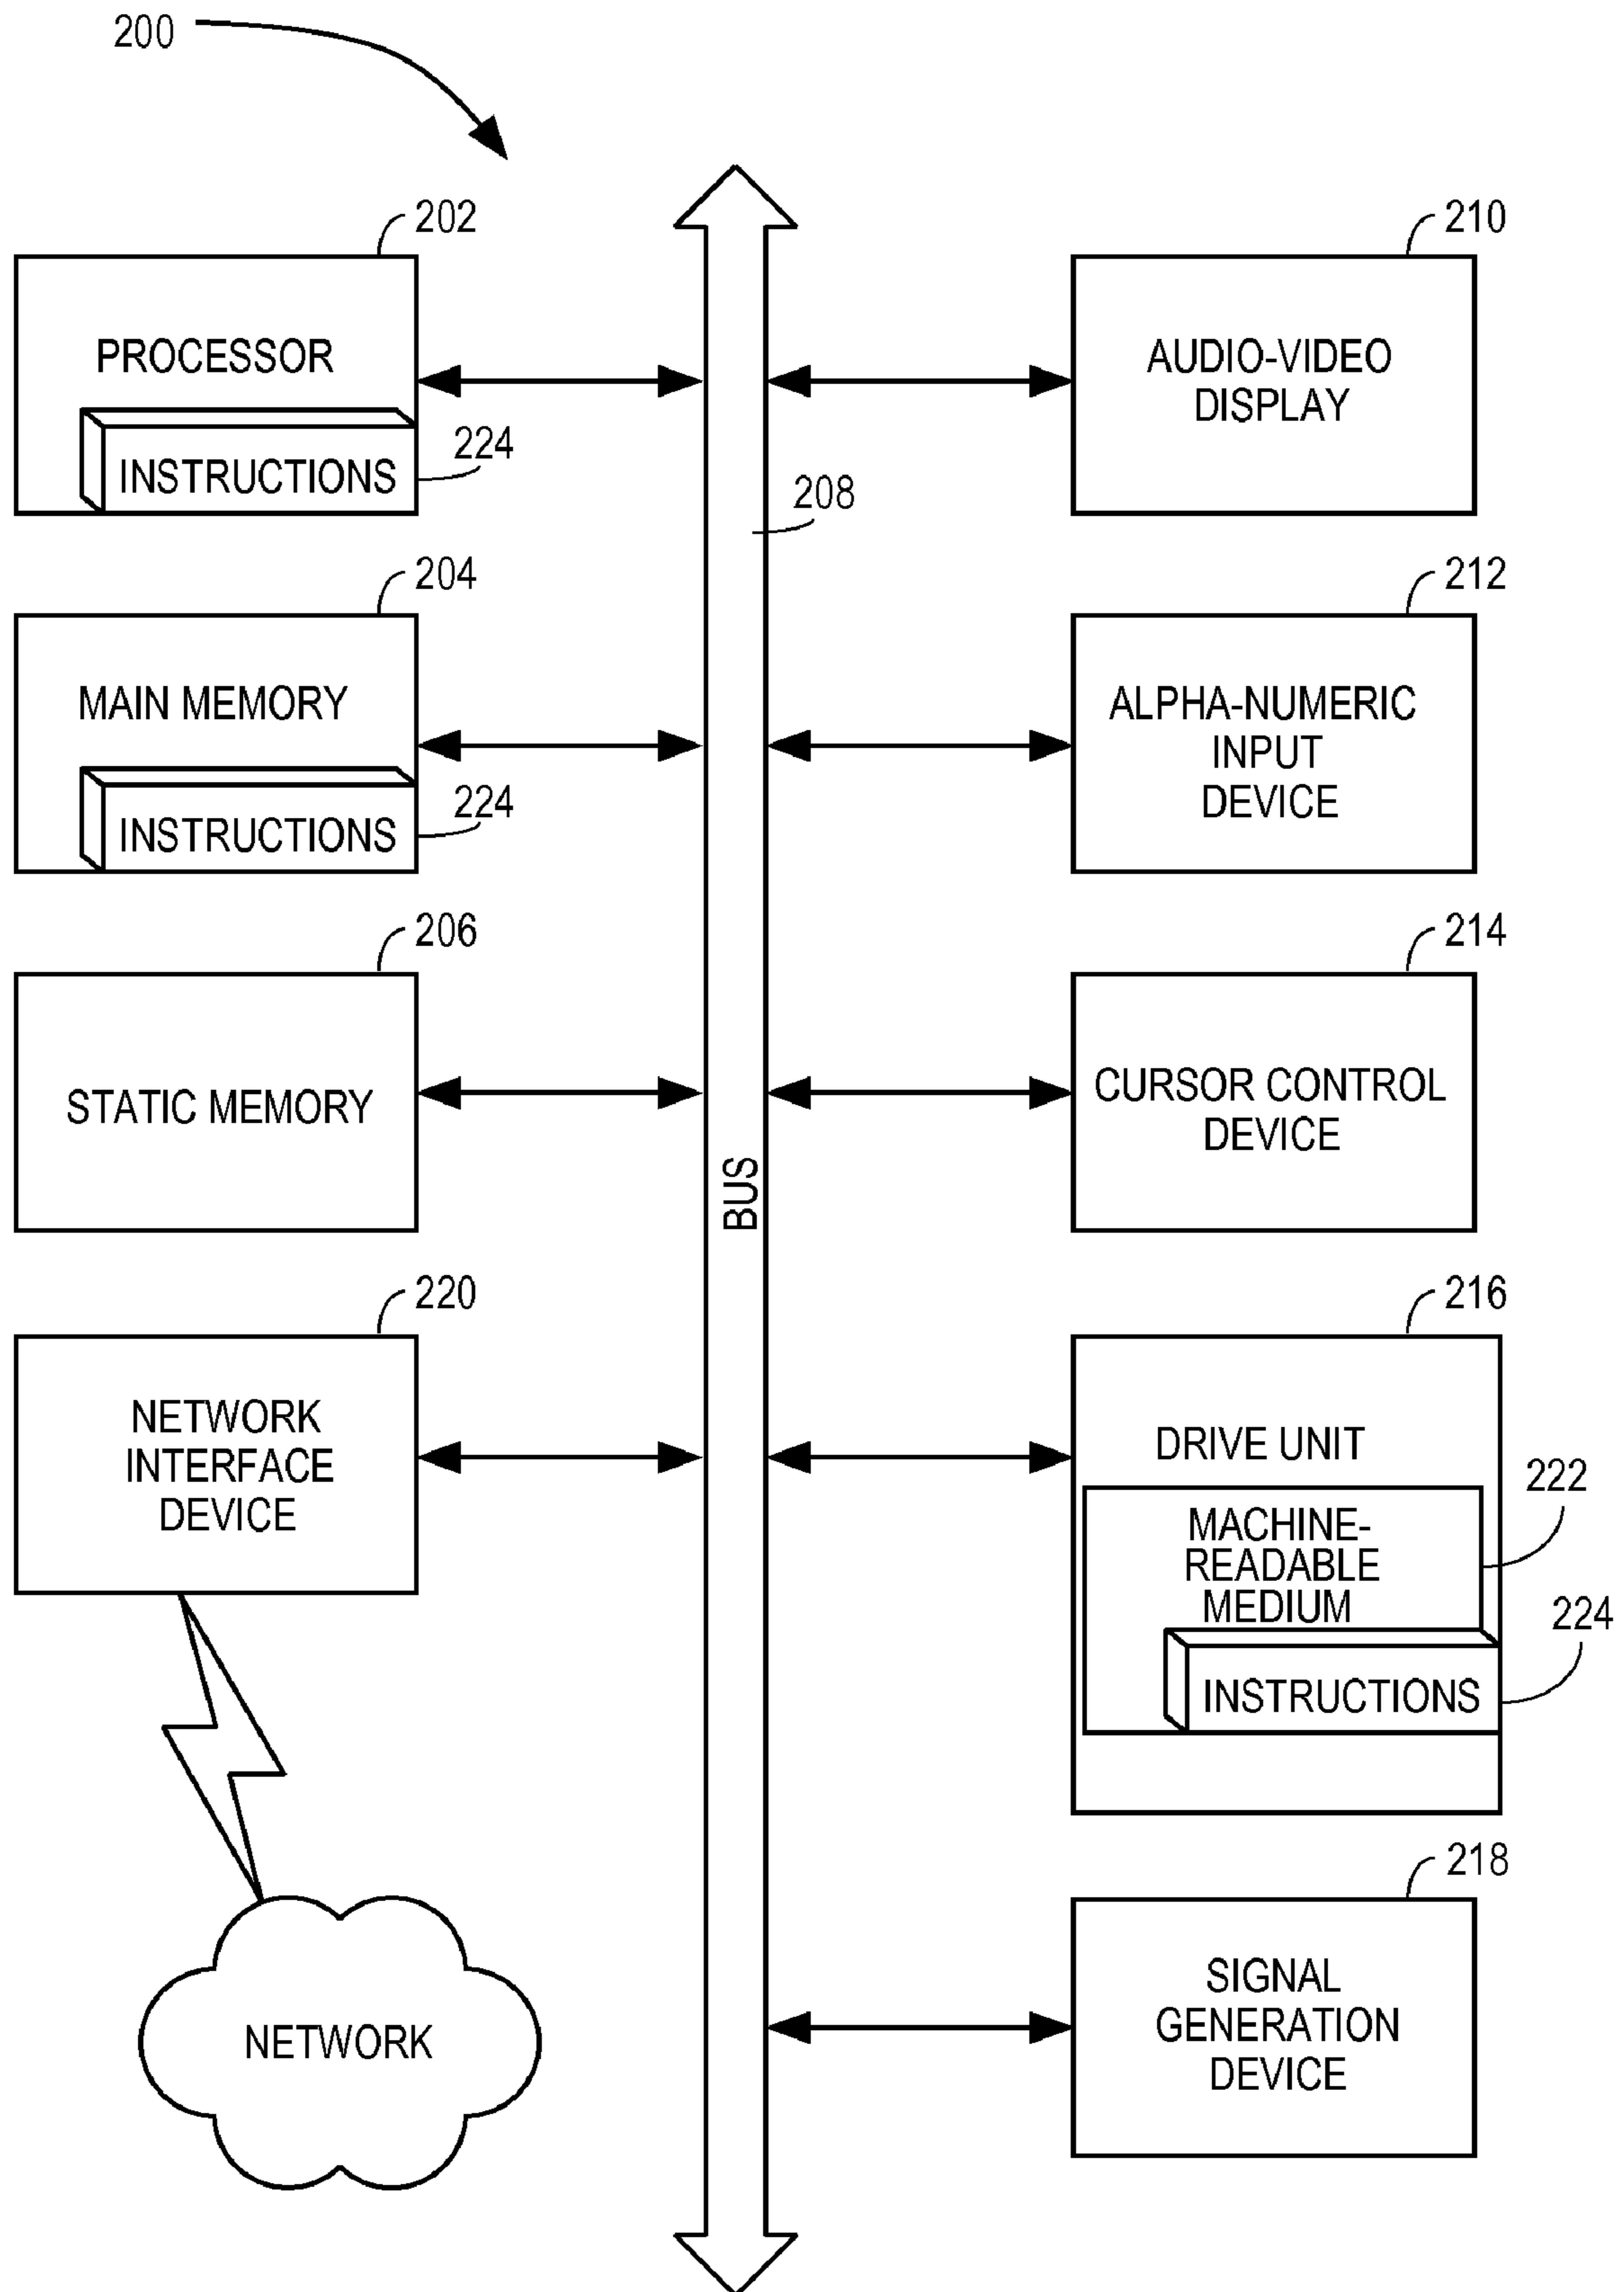 200
202
PROCESSOR
INSTRUCTIONS
224
204
MAIN MEMORY
INSTRUCTIONS
224
206
STATIC MEMORY
220
NETWORK
INTERFACE
DEVICE
NETWORK
208
BUS
210
AUDIO-VIDEO
DISPLAY
212
ALPHA-NUMERIC
INPUT
DEVICE
214
CURSOR CONTROL
DEVICE
216
DRIVE UNIT
222
MACHINE-
READABLE
MEDIUM
224
INSTRUCTIONS
218
SIGNAL
GENERATION
DEVICE